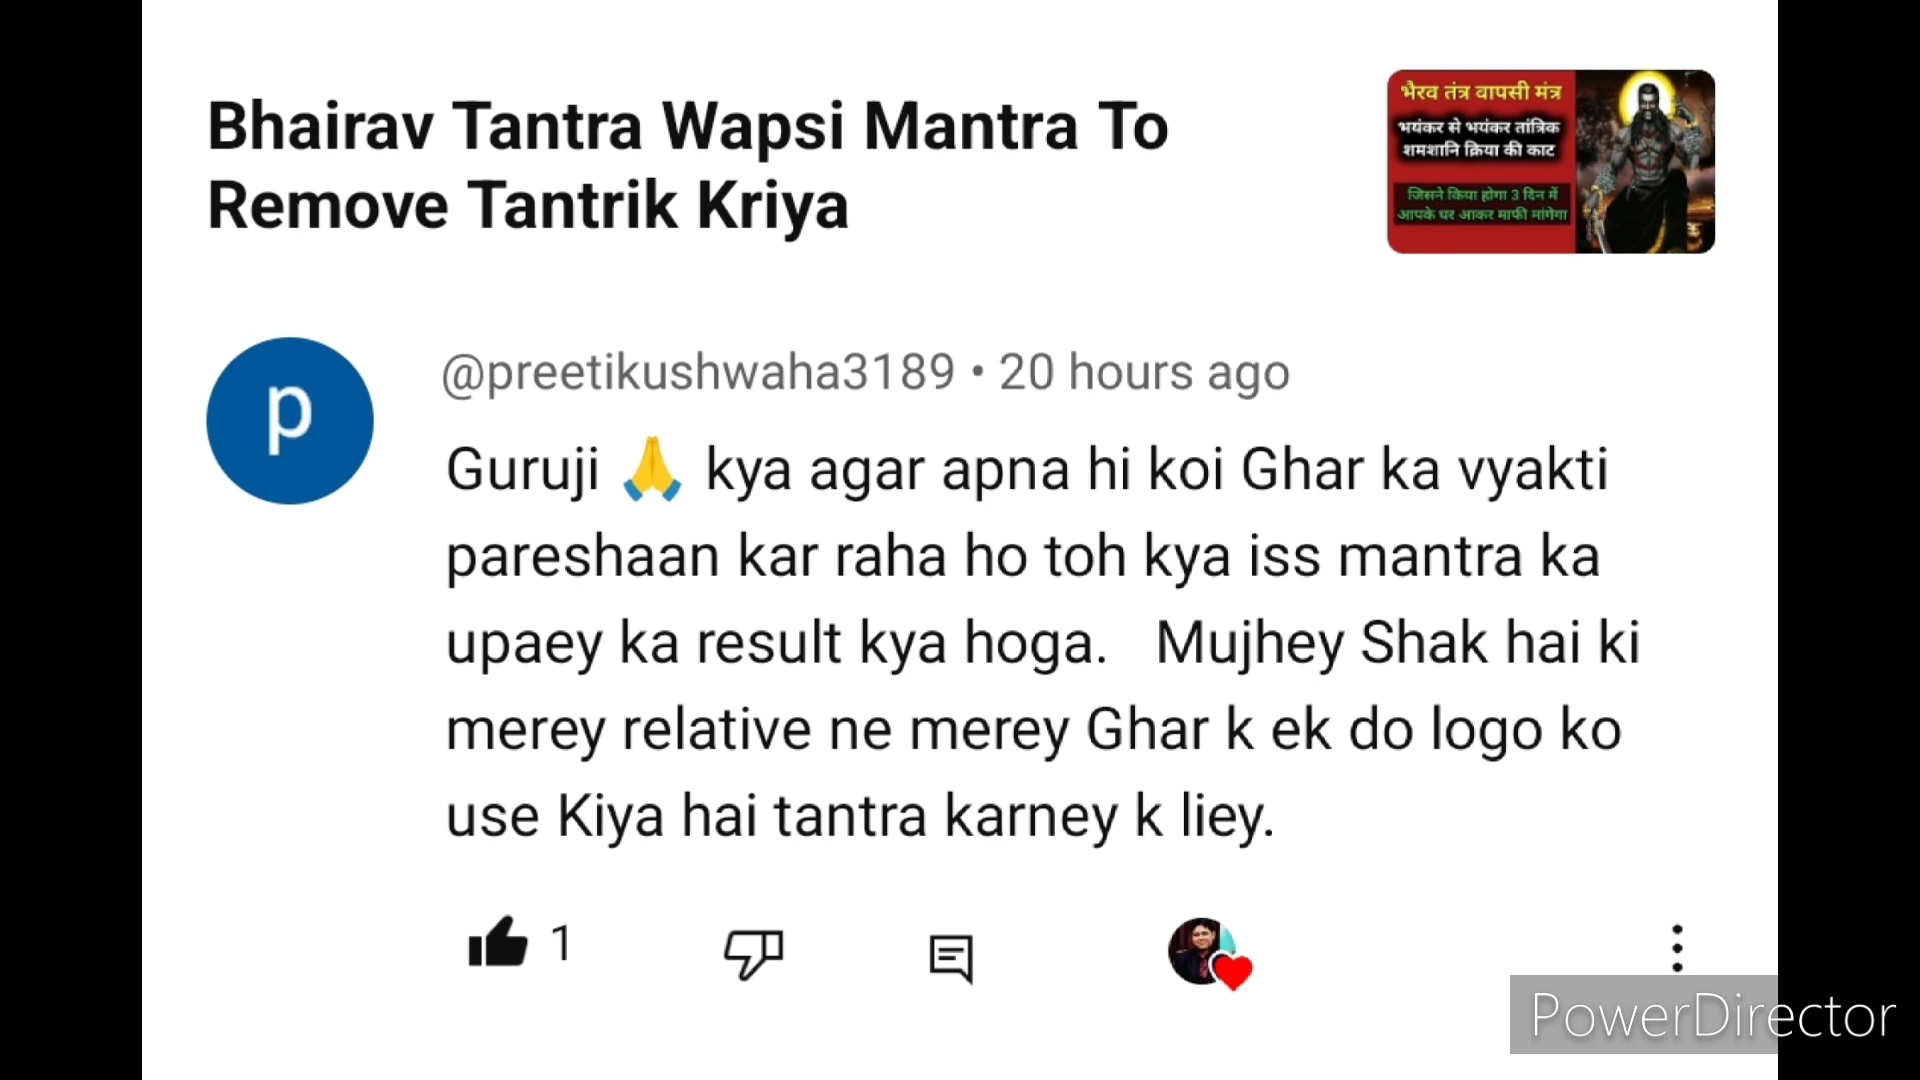 Bhairav Tantra Wapsi Mantra To
Remove Tantrik Kriya
भैरव तंत्र वापसी मंत्र
भयंकर से भयंकर तांत्रिक
शमशानि क्रिया की काट
जिसने किया होगा 3 दिन में
आपके घर आकर माफी मांगेगा
p
@preetikushwaha3189 • 20 hours ago
Guruji 🙏 kya agar apna hi koi Ghar ka vyakti
pareshaan kar raha ho toh kya iss mantra ka
upaey ka result kya hoga. Mujhey Shak hai ki
merey relative ne merey Ghar k ek do logo ko
use Kiya hai tantra karney k liey.
1
PowerDirector